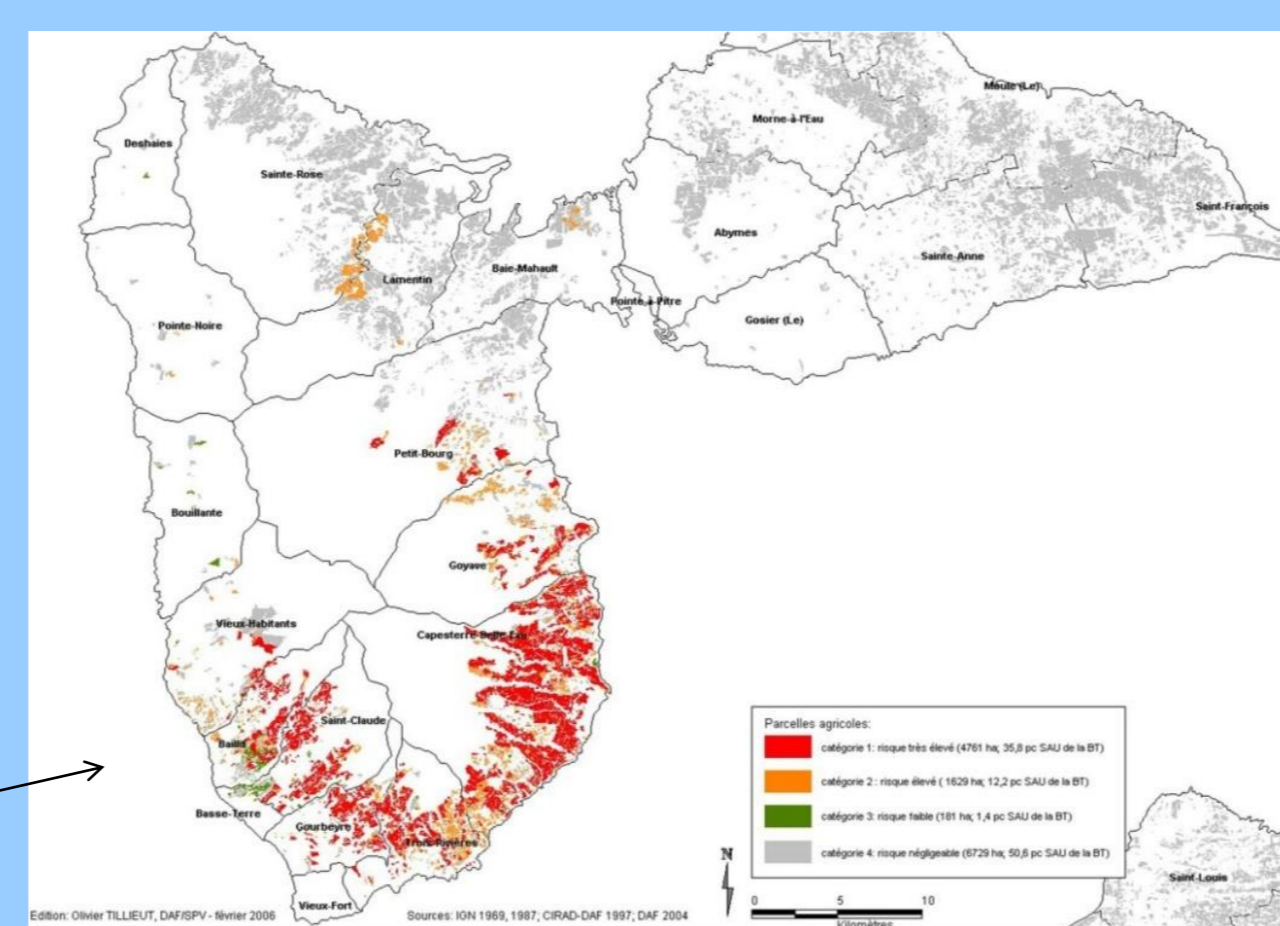 Moule (Le)
Morne-à-l'Eau
Deshaies
Sainte-Rose
Saint-François
Abymes
Sainte-Anne
Baie-Mahault
Lamentin
Pointe à Pitre
Pointe-Noire
Gosier (Le)
Petit-Bourg
Bouillante
Goyave
Vieux-Habitants
Capesterre-Belle-Eau
Saint-Claude
Baillif
Basse-Terre
Gourbeyre
Trois-Rivières
Vieux-Fort
Parcelles agricoles:
catégorie 1: risque très élevé (4761 ha; 35,8 pc SAU de la BT)
catégorie 2 : risque élevé ( 1629 ha; 12,2 pc SAU de la BT)
catégorie 3: risque faible (181 ha; 1,4 pc SAU de la BT)
catégorie 4: risque négligeable (6729 ha; 50,6 pc SAU de la BT)
N
0 5 10
Kilomètres
Saint-Louis
Edition: Olivier TILLIEUT, DAF/SPV - février 2006
Sources: IGN 1969, 1987; CIRAD-DAF 1997; DAF 2004